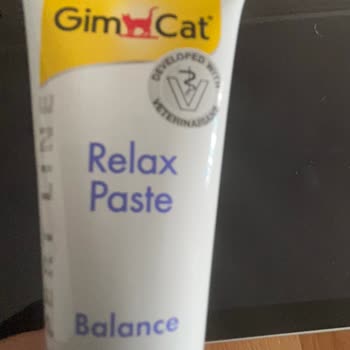 GimCat
DEVELOPED WITH
VETERINARIANS
Relax
Paste
Balance